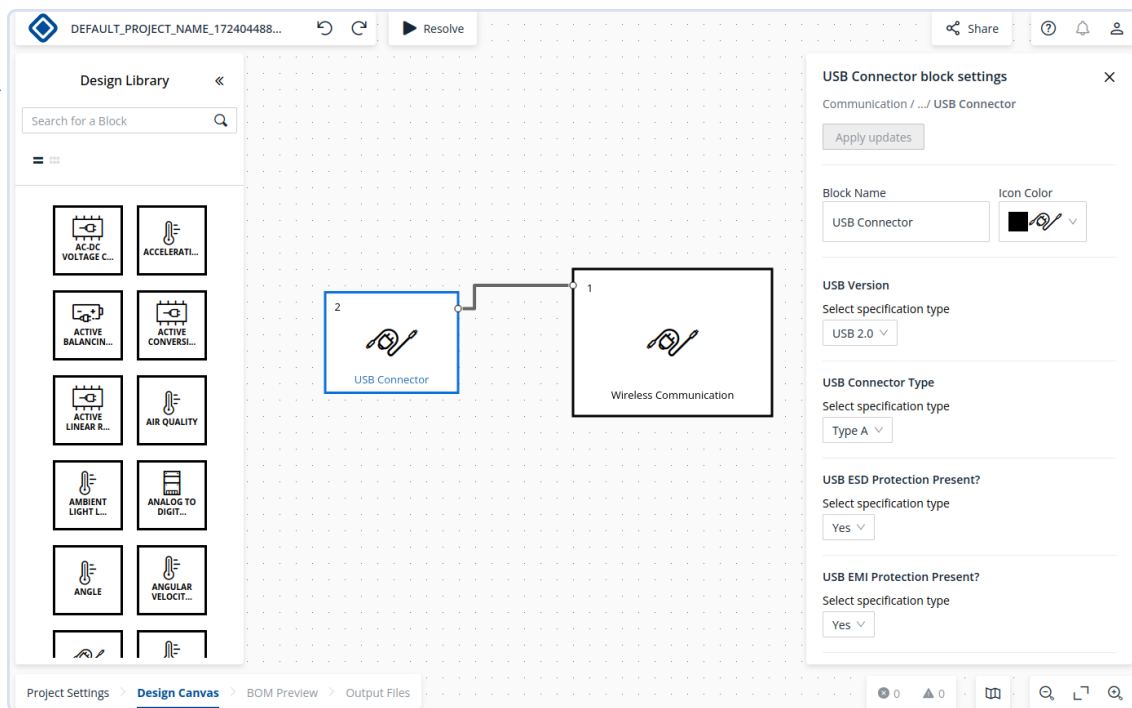 DEFAULT_PROJECT_NAME_172404488...
Resolve
Share
Design Library
Search for a Block
AC-DC
VOLTAGE C...
ACCELERATI...
ACTIVE
BALANCIN...
ACTIVE
CONVERSI...
ACTIVE
LINEAR R...
AIR QUALITY
AMBIENT
LIGHT L...
ANALOG TO
DIGIT...
ANGLE
ANGULAR
VELOCIT...
2
USB Connector
1
Wireless Communication
USB Connector block settings
Communication / .../ USB Connector
Apply updates
Block Name
Icon Color
USB Connector
USB Version
Select specification type
USB 2.0
USB Connector Type
Select specification type
Type A
USB ESD Protection Present?
Select specification type
Yes
USB EMI Protection Present?
Select specification type
Yes
Project Settings
Design Canvas
BOM Preview
Output Files
0
0